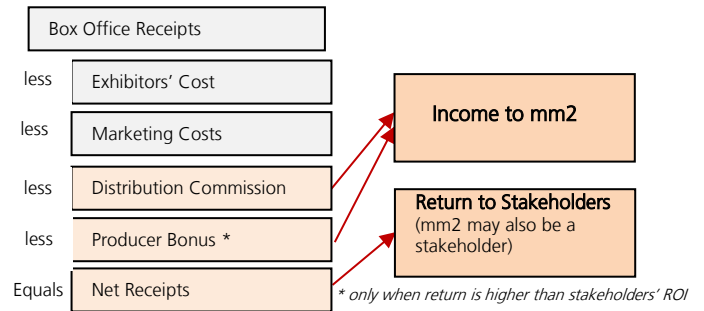 Box Office Receipts
less Exhibitors' Cost
less Marketing Costs
less Distribution Commission
less Producer Bonus *
Equals Net Receipts
Income to mm2
Return to Stakeholders
(mm2 may also be a
stakeholder)
* only when return is higher than stakeholders' ROI